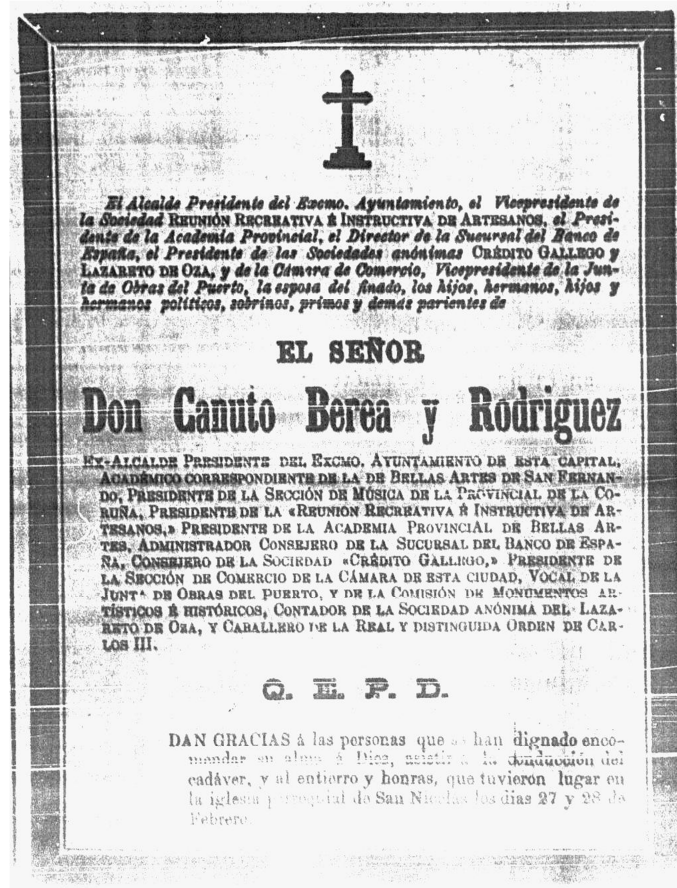 El Alcalde Presidente del Excmo. Ayuntamiento, el Vicepresidente de
la Sociedad REUNIÓN RECREATIVA É INSTRUCTIVA DE ARTESANOS, el Presi-
dente de la Academia Provincial, el Director de la Sucursal del Banco de
España, el Presidente de las Sociedades anónimas CRÉDITO GALLEGO y
LAZARETO DE OZA, y de la Cámara de Comercio, Vicepresidente de la Jun-
ta de Obras del Puerto, la esposa del finado, los hijos, hermanos, hijos y
hermanos políticos, sobrinos, primos y demás parientes de
EL SEÑOR
Don Canuto Berea y Rodriguez
EX-ALCALDE PRESIDENTE DEL EXCMO. AYUNTAMIENTO DE ESTA CAPITAL,
ACADÉMICO CORRESPONDIENTE DE LA DE BELLAS ARTES DE SAN FERNAN-
DO, PRESIDENTE DE LA SECCIÓN DE MÚSICA DE LA PROVINCIAL DE LA CO-
RUÑA, PRESIDENTE DE LA «REUNIÓN RECREATIVA É INSTRUCTIVA DE AR-
TESANOS,» PRESIDENTE DE LA ACADEMIA PROVINCIAL DE BELLAS AR-
TES, ADMINISTRADOR CONSEJERO DE LA SUCURSAL DEL BANCO DE ESPA-
ÑA, CONSEJERO DE LA SOCIEDAD «CRÉDITO GALLEGO,» PRESIDENTE DE
LA SECCIÓN DE COMERCIO DE LA CÁMARA DE ESTA CIUDAD, VOCAL DE LA
JUNTA DE OBRAS DEL PUERTO, Y DE LA COMISIÓN DE MONUMENTOS AR-
TÍSTICOS É HISTÓRICOS, CONTADOR DE LA SOCIEDAD ANÓNIMA DEL LAZA-
RETO DE OZA, Y CABALLERO DE LA REAL Y DISTINGUIDA ORDEN DE CAR-
LOS III.
Q. E. P. D.
DAN GRACIAS á las personas que se han dignado enco-
mendar su alma á Dios, asistir á la conducción del
cadáver, y al entierro y honras, que tuvieron lugar en
la iglesia parroquial de San Nicolás los dias 27 y 28 de
Febrero.